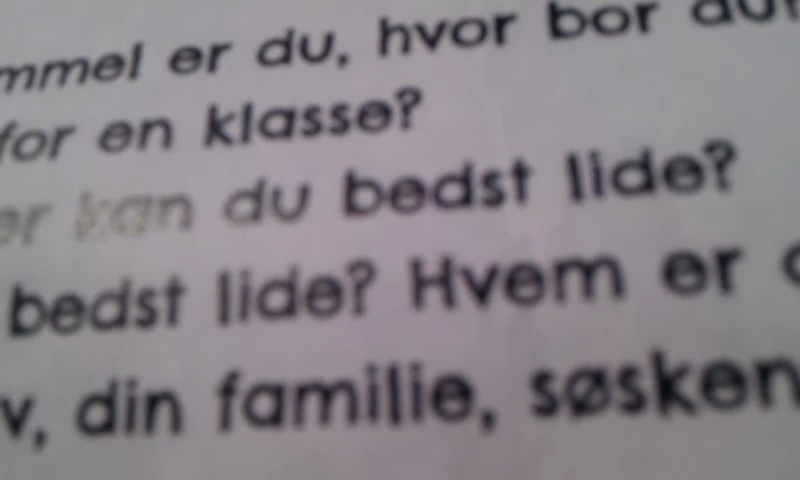 mmel er du, hvor bor du?
for en klasse?
er kan du bedst lide?
bedst lide? Hvem er
v, din familie, søsken